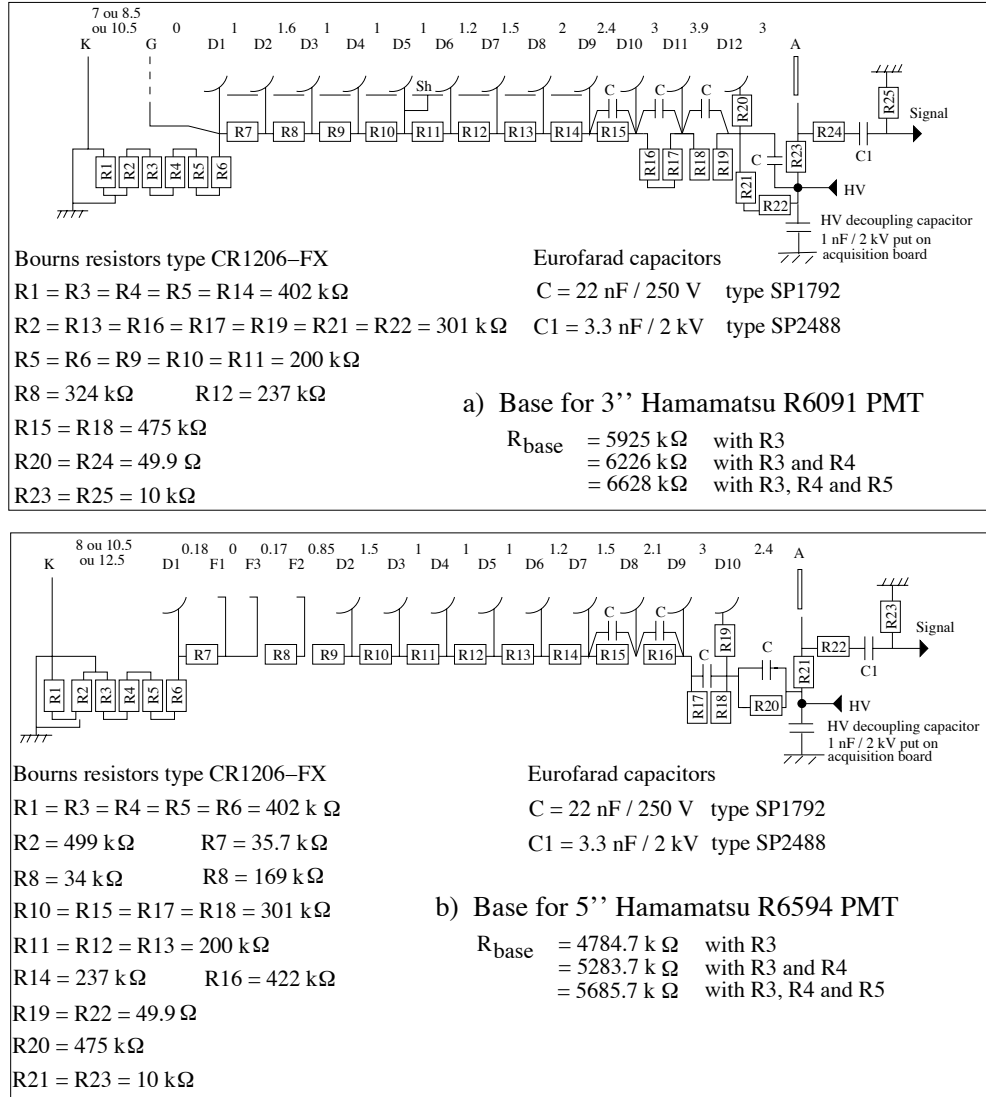 7 ou 8.5
ou 10.5 0 1 1.6 1 1 1 1 1.2 1.5 2 2.4 3 3.9 3
K G D1 D2 D3 D4 D5 D6 D7 D8 D9 D10 D11 D12 A
Sh C C C
R20 R25
Signal
R7 R8 R9 R10 R11 R12 R13 R14 R15 R24
C1
R1 R2 R3 R4 R5 R6 R16 R17 R18 R19 C R23
R21 HV
R22
HV decoupling capacitor
1 nF / 2 kV put on
acquisition board
Bourns resistors type CR1206−FX
R1 = R3 = R4 = R5 = R14 = 402 kΩ
R2 = R13 = R16 = R17 = R19 = R21 = R22 = 301 kΩ
R5 = R6 = R9 = R10 = R11 = 200 kΩ
R8 = 324 kΩ R12 = 237 kΩ
R15 = R18 = 475 kΩ
R20 = R24 = 49.9 Ω
R23 = R25 = 10 kΩ
Eurofarad capacitors
C = 22 nF / 250 V type SP1792
C1 = 3.3 nF / 2 kV type SP2488
a) Base for 3’’ Hamamatsu R6091 PMT
Rbase = 5925 kΩ with R3
= 6226 kΩ with R3 and R4
= 6628 kΩ with R3, R4 and R5
8 ou 10.5
ou 12.5 0.18 0 0.17 0.85 1.5 1 1 1 1.2 1.5 2.1 3 2.4
K D1 F1 F3 F2 D2 D3 D4 D5 D6 D7 D8 D9 D10 A
C C
R19 R23
Signal
R7 R8 R9 R10 R11 R12 R13 R14 R15 R16 R22
C C C1
R1 R2 R3 R4 R5 R6 R17 R18 R21
R20 HV
HV decoupling capacitor
1 nF / 2 kV put on
acquisition board
Bourns resistors type CR1206−FX
R1 = R3 = R4 = R5 = R6 = 402 k Ω
R2 = 499 kΩ R7 = 35.7 kΩ
R8 = 34 kΩ R8 = 169 kΩ
R10 = R15 = R17 = R18 = 301 kΩ
R11 = R12 = R13 = 200 kΩ
R14 = 237 kΩ R16 = 422 kΩ
R19 = R22 = 49.9 Ω
R20 = 475 kΩ
R21 = R23 = 10 kΩ
Eurofarad capacitors
C = 22 nF / 250 V type SP1792
C1 = 3.3 nF / 2 kV type SP2488
b) Base for 5’’ Hamamatsu R6594 PMT
Rbase = 4784.7 k Ω with R3
= 5283.7 k Ω with R3 and R4
= 5685.7 k Ω with R3, R4 and R5